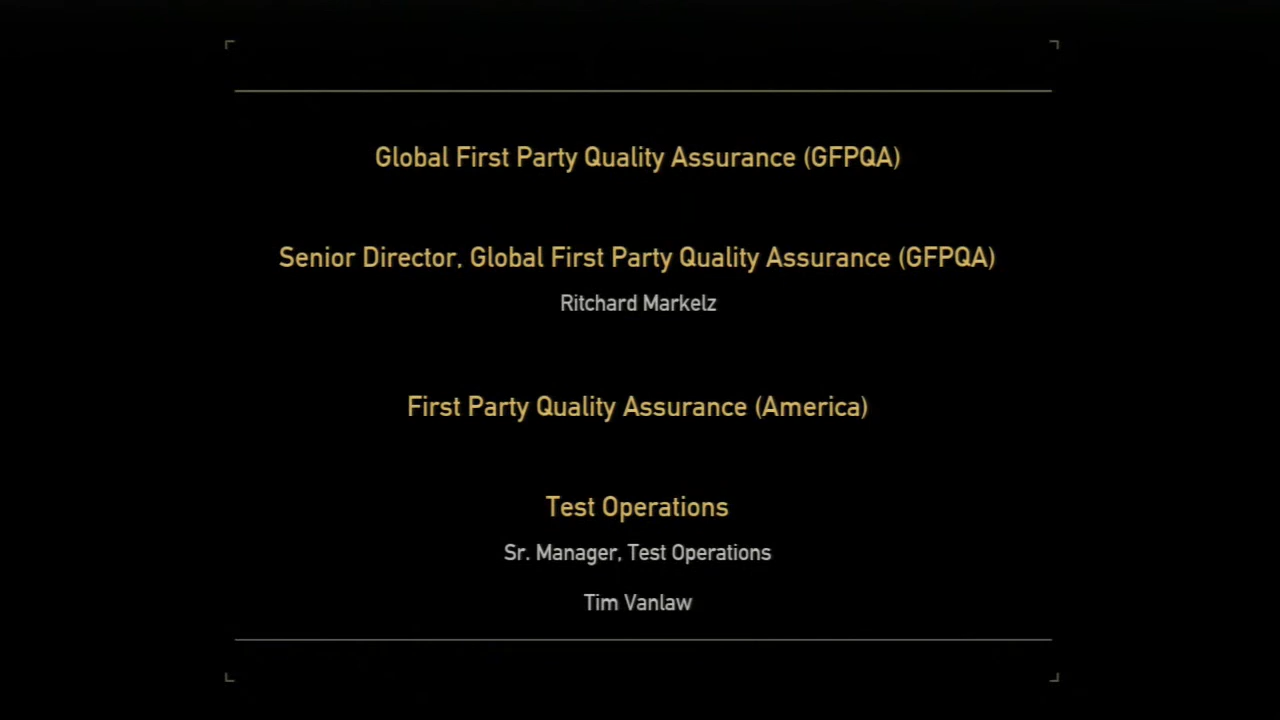 Global First Party Quality Assurance (GFPQA)
Senior Director, Global First Party Quality Assurance (GFPQA)
Ritchard Markelz
First Party Quality Assurance (America)
Test Operations
Sr. Manager, Test Operations
Tim Vanlaw